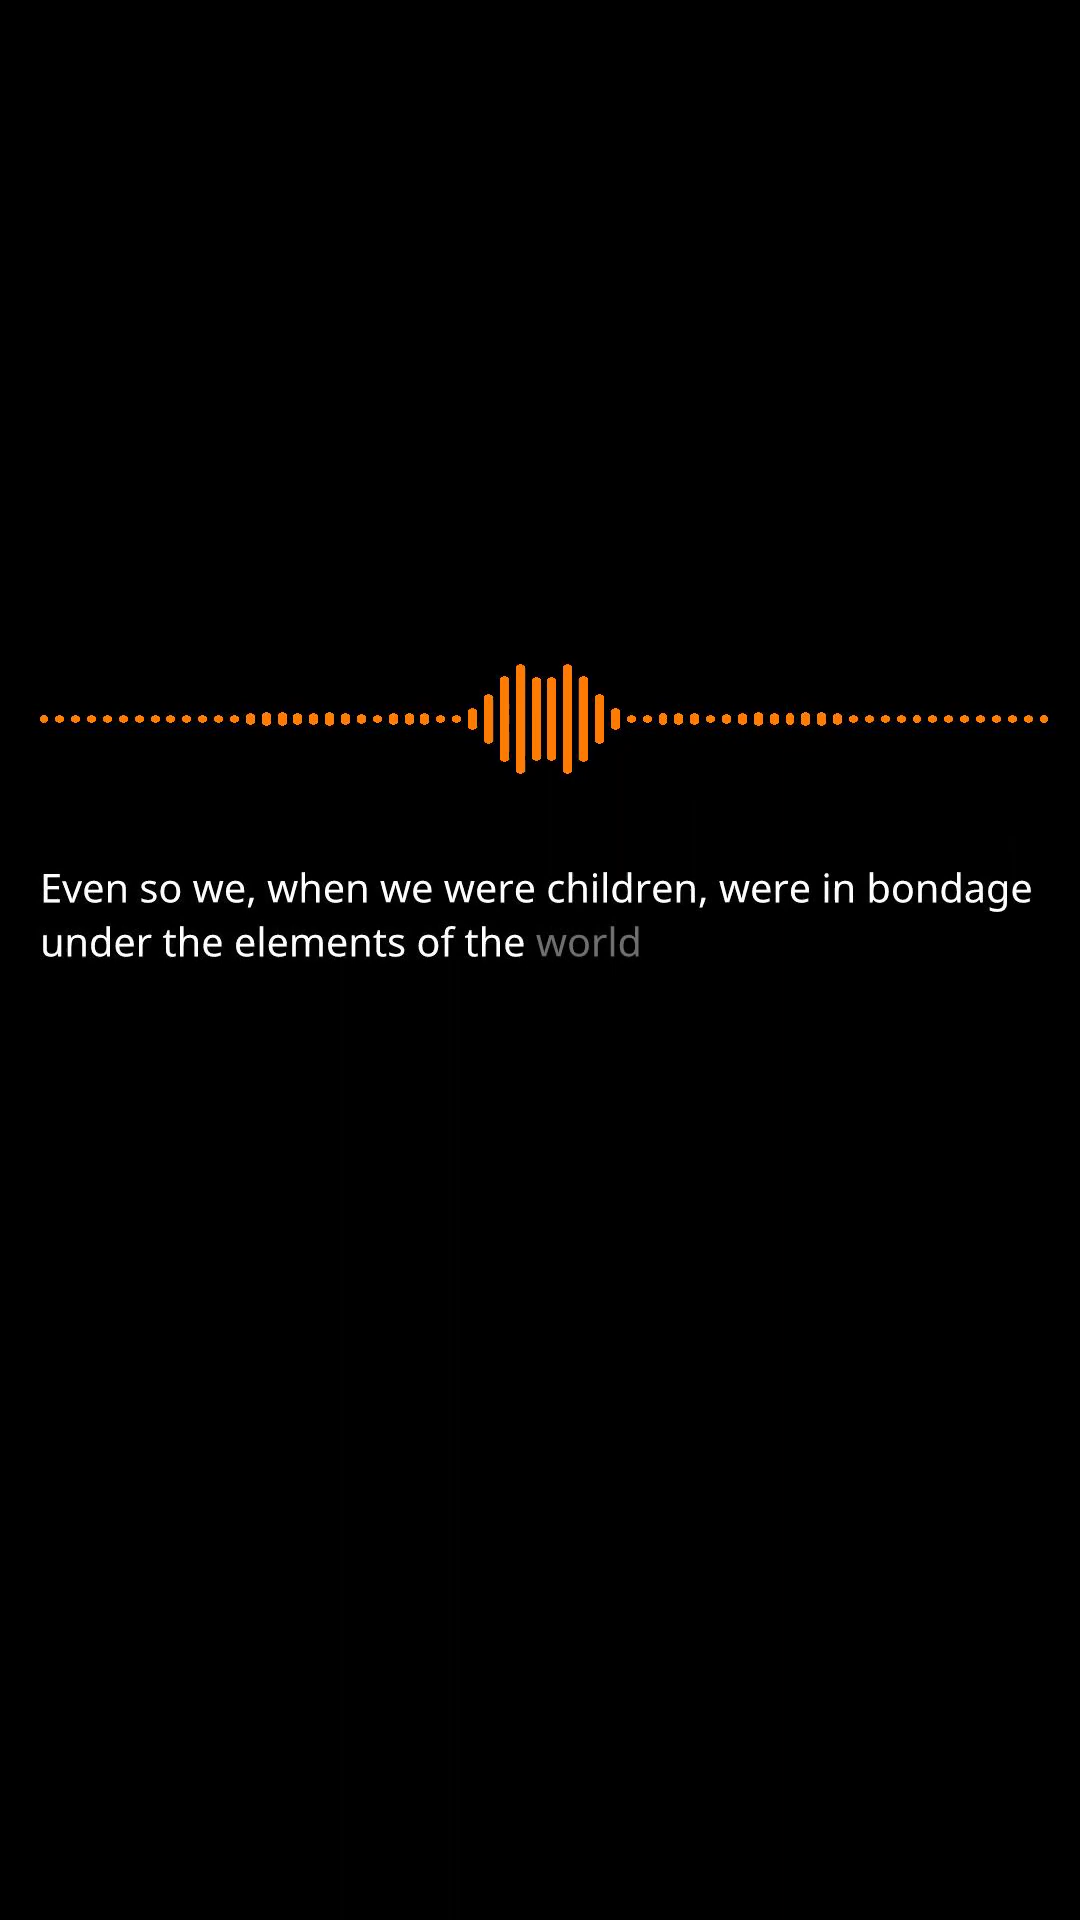 Even so we, when we were children, were in bondage
under the elements of the world